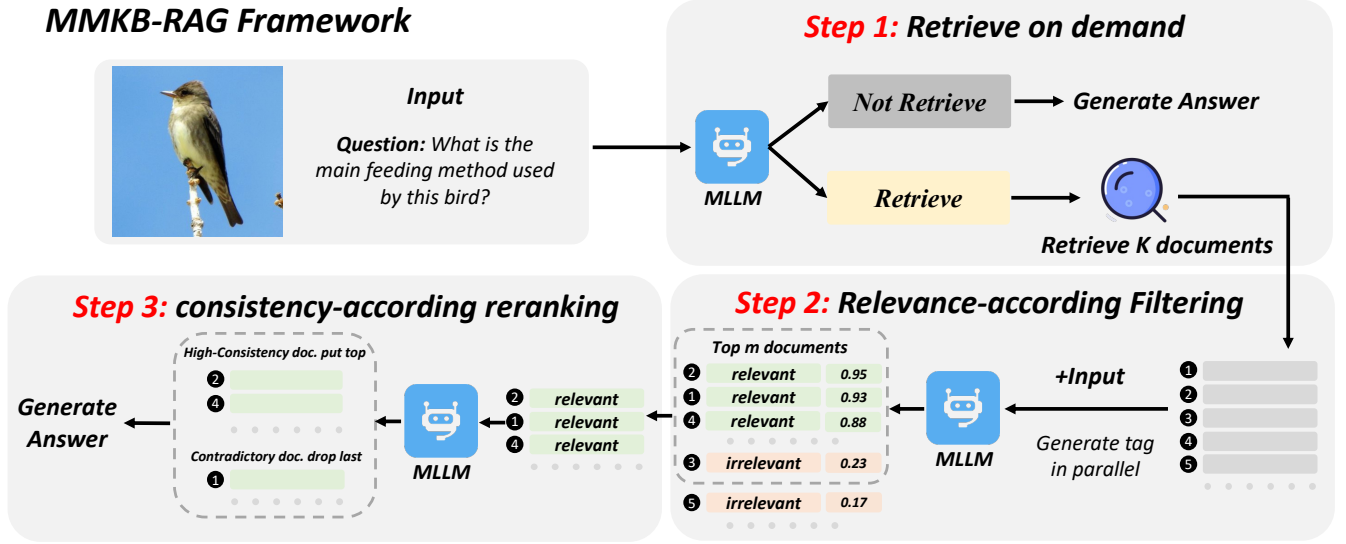 MMKB-RAG Framework
Input
Question: What is the
main feeding method used
by this bird?
Step 1: Retrieve on demand
MLLM
Not Retrieve
Generate Answer
Retrieve
Retrieve K documents
Step 2: Relevance-according Filtering
1
2
3
4
5
+Input
Generate tag
in parallel
MLLM
Top m documents
2 relevant 0.95
1 relevant 0.93
4 relevant 0.88
3 irrelevant 0.23
5 irrelevant 0.17
Step 3: consistency-according reranking
2 relevant
1 relevant
4 relevant
MLLM
High-Consistency doc. put top
2
4
Contradictory doc. drop last
1
Generate
Answer